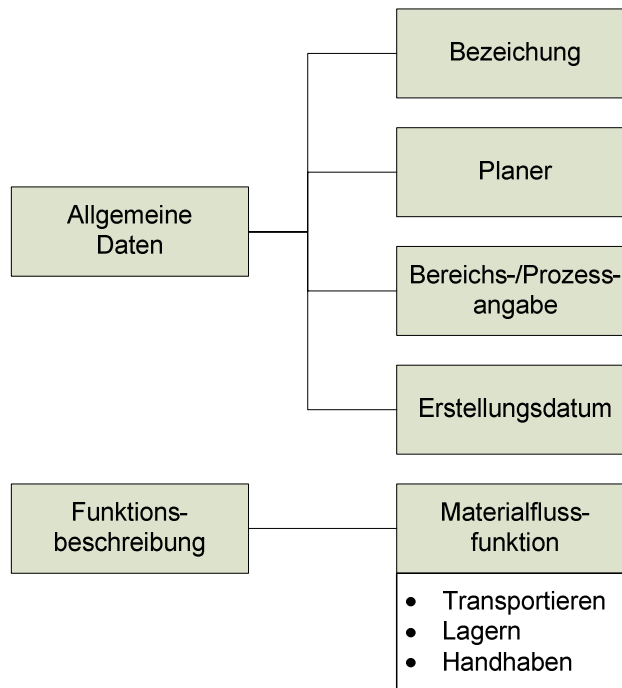 Bezeichung
Planer
Allgemeine
Daten
Bereichs-/Prozess-
angabe
Erstellungsdatum
Funktions-
beschreibung
Materialfluss-
funktion
• Transportieren
• Lagern
• Handhaben